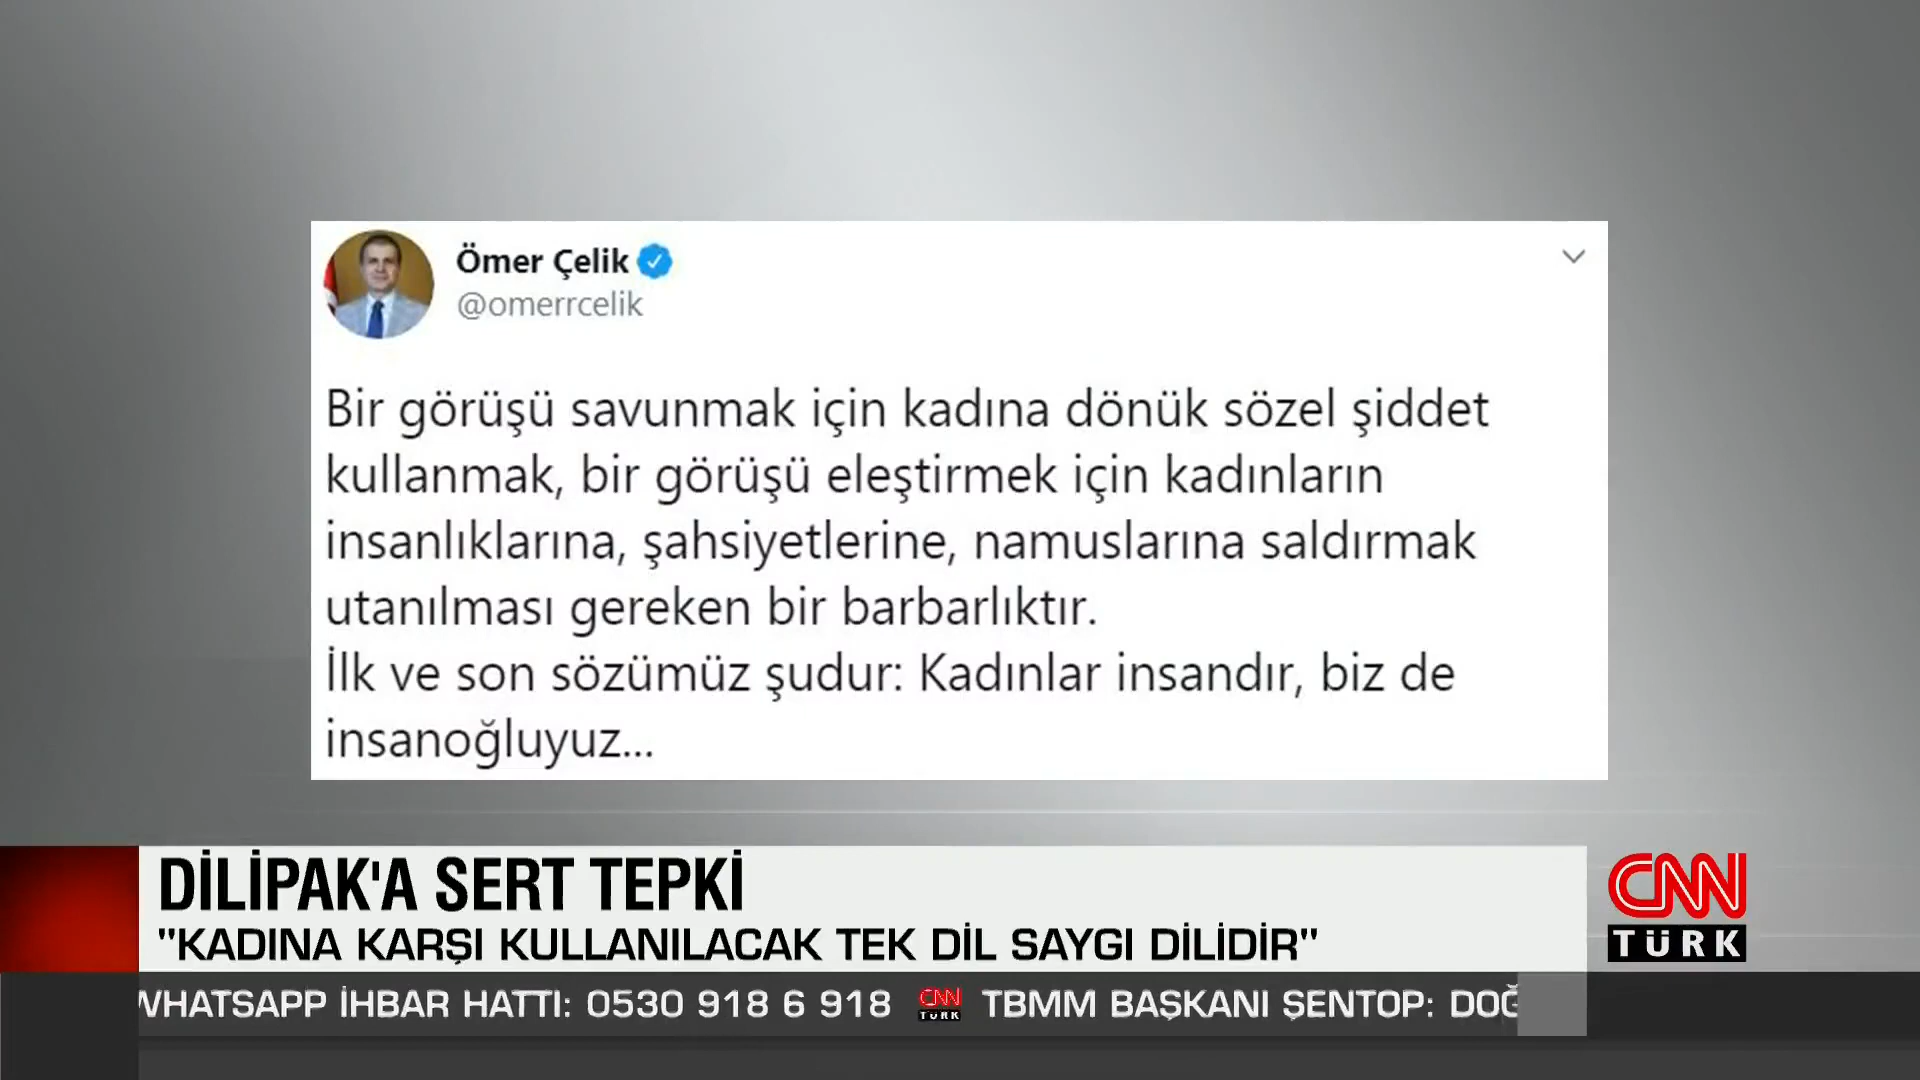 Ömer Çelik
@omerrcelik
Bir görüşü savunmak için kadına dönük sözel şiddet
kullanmak, bir görüşü eleştirmek için kadınların
insanlıklarına, şahsiyetlerine, namuslarına saldırmak
utanılması gereken bir barbarlıktır.
İlk ve son sözümüz şudur: Kadınlar insandır, biz de
insanoğluyuz...
DİLİPAK'A SERT TEPKİ
"KADINA KARŞI KULLANILACAK TEK DİL SAYGI DİLİDİR"
CNN
TÜRK
WHATSAPP İHBAR HATTI: 0530 918 6 918 CNN TÜRK TBMM BAŞKANI ŞENTOP: DOĞ